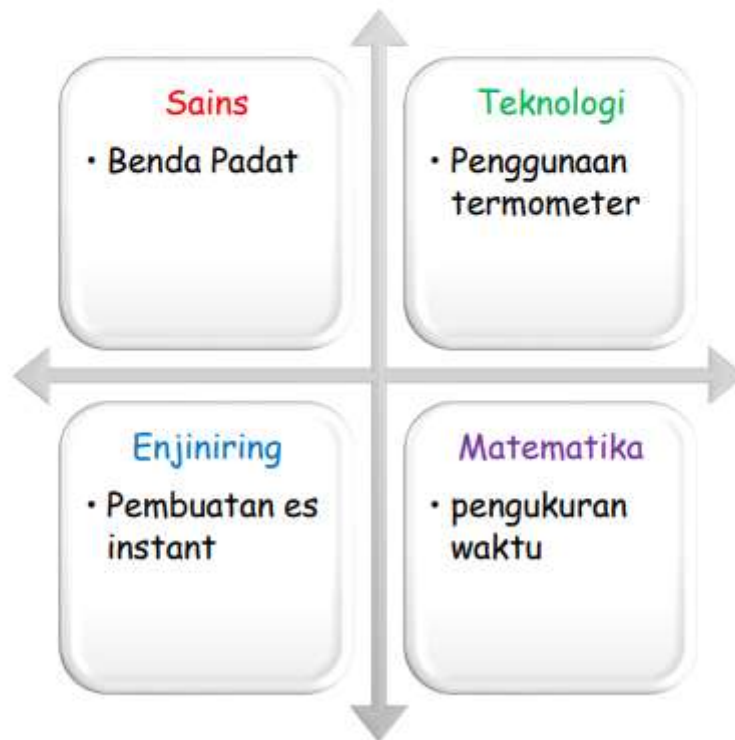 Sains
• Benda Padat
Teknologi
• Penggunaan
termometer
Enjiniring
• Pembuatan es
instant
Matematika
• pengukuran
waktu